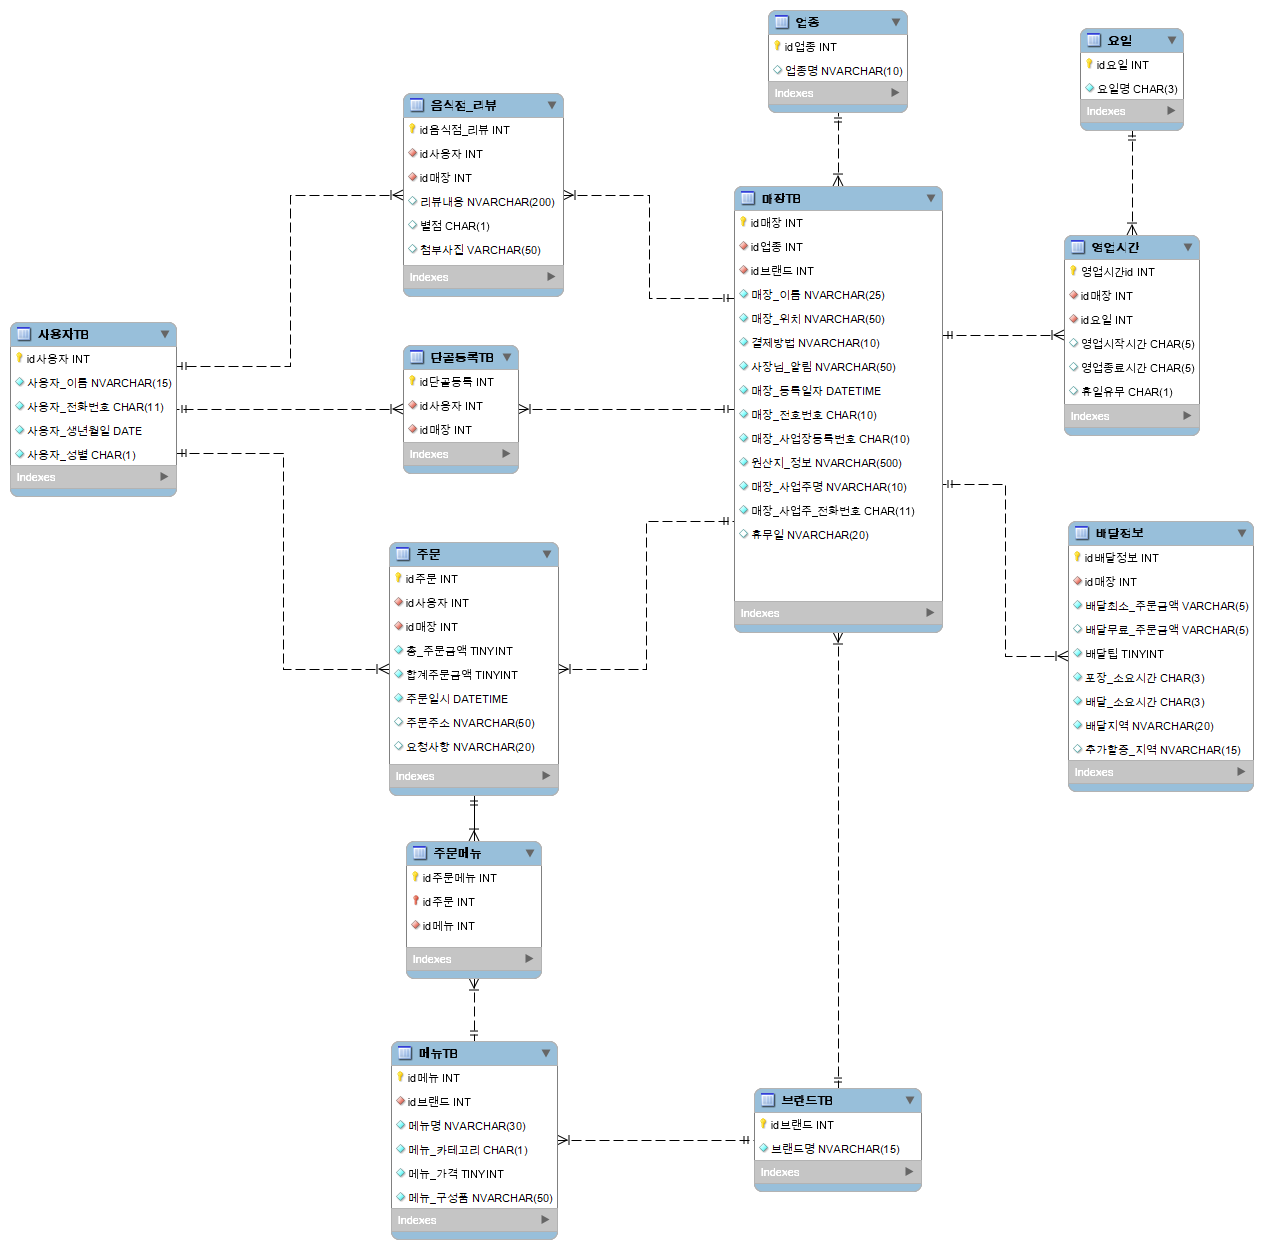 업종
id업종 INT
업종명 NVARCHAR(10)
Indexes
요일
id요일 INT
요일명 CHAR(3)
Indexes
음식점_리뷰
id음식점_리뷰 INT
id사용자 INT
id매장 INT
리뷰내용 NVARCHAR(200)
별점 CHAR(1)
첨부사진 VARCHAR(50)
Indexes
매장TB
id매장 INT
id업종 INT
id브랜드 INT
매장_이름 NVARCHAR(25)
매장_위치 NVARCHAR(50)
결제방법 NVARCHAR(10)
사장님_알림 NVARCHAR(50)
매장_등록일자 DATETIME
매장_전호번호 CHAR(10)
매장_사업장등록번호 CHAR(10)
원산지_정보 NVARCHAR(500)
매장_사업주명 NVARCHAR(10)
매장_사업주_전화번호 CHAR(11)
휴무일 NVARCHAR(20)
Indexes
영업시간
영업시간id INT
id매장 INT
id요일 INT
영업시작시간 CHAR(5)
영업종료시간 CHAR(5)
휴일유무 CHAR(1)
Indexes
사용자TB
id사용자 INT
사용자_이름 NVARCHAR(15)
사용자_전화번호 CHAR(11)
사용자_생년월일 DATE
사용자_성별 CHAR(1)
Indexes
단골등록TB
id단골등록 INT
id사용자 INT
id매장 INT
Indexes
주문
id주문 INT
id사용자 INT
id매장 INT
총_주문금액 TINYINT
합계주문금액 TINYINT
주문일시 DATETIME
주문주소 NVARCHAR(50)
요청사항 NVARCHAR(20)
Indexes
배달정보
id배달정보 INT
id매장 INT
배달최소_주문금액 VARCHAR(5)
배달무료_주문금액 VARCHAR(5)
배달팁 TINYINT
포장_소요시간 CHAR(3)
배달_소요시간 CHAR(3)
배달지역 NVARCHAR(20)
추가할증_지역 NVARCHAR(15)
Indexes
주문메뉴
id주문메뉴 INT
id주문 INT
id메뉴 INT
Indexes
메뉴TB
id메뉴 INT
id브랜드 INT
메뉴명 NVARCHAR(30)
메뉴_카테고리 CHAR(1)
메뉴_가격 TINYINT
메뉴_구성품 NVARCHAR(50)
Indexes
브랜드TB
id브랜드 INT
브랜드명 NVARCHAR(15)
Indexes